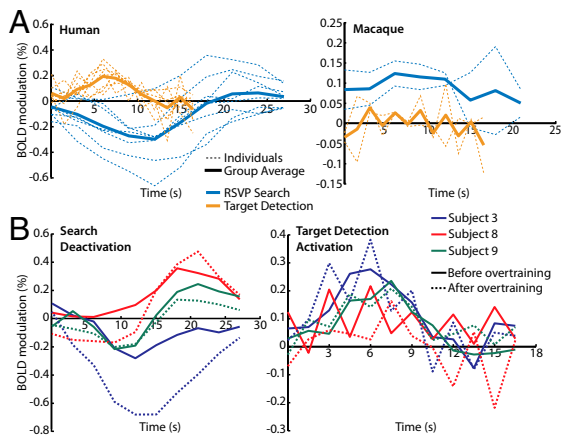 A
Human
Macaque
BOLD modulation (%)
0.6
0.4
0.2
0
-0.2
-0.4
-0.6
5
10
15
20
25
30
Time (s)
Time (s)
Individuals
Group Average
RSVP Search
Target Detection
BOLD modulation (%)
0.25
0.2
0.15
0.1
0.05
0
-0.05
-0.1
-0.15
5
10
15
20
25
Time (s)
B
Search
Deactivation
BOLD modulation (%)
0.6
0.4
0.2
0
-0.2
-0.4
-0.6
-0.8
10
20
30
Time (s)
Target Detection
Activation
0.4
0.3
0.2
0.1
0
-0.1
-0.2
-0.3
3
6
9
12
15
18
Time (s)
Subject 3
Subject 8
Subject 9
Before overtraining
After overtraining